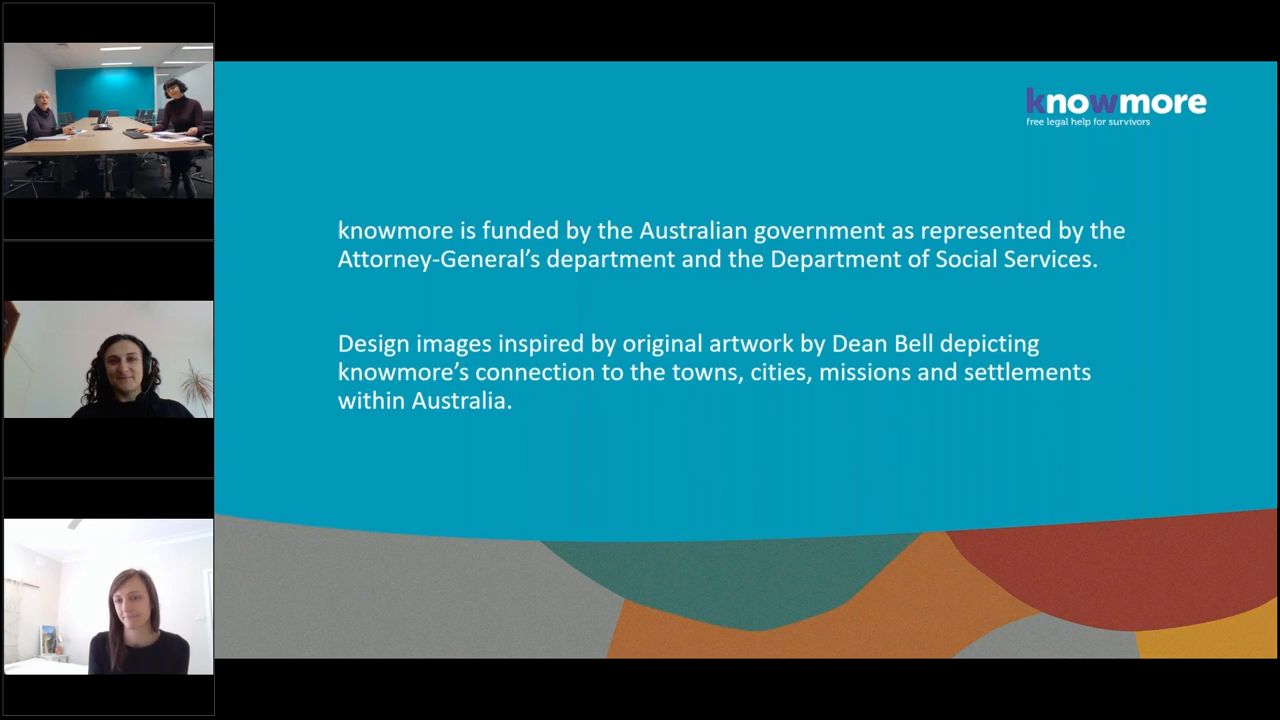 knowmore
free legal help for survivors
knowmore is funded by the Australian government as represented by the
Attorney-General’s department and the Department of Social Services.
Design images inspired by original artwork by Dean Bell depicting
knowmore’s connection to the towns, cities, missions and settlements
within Australia.